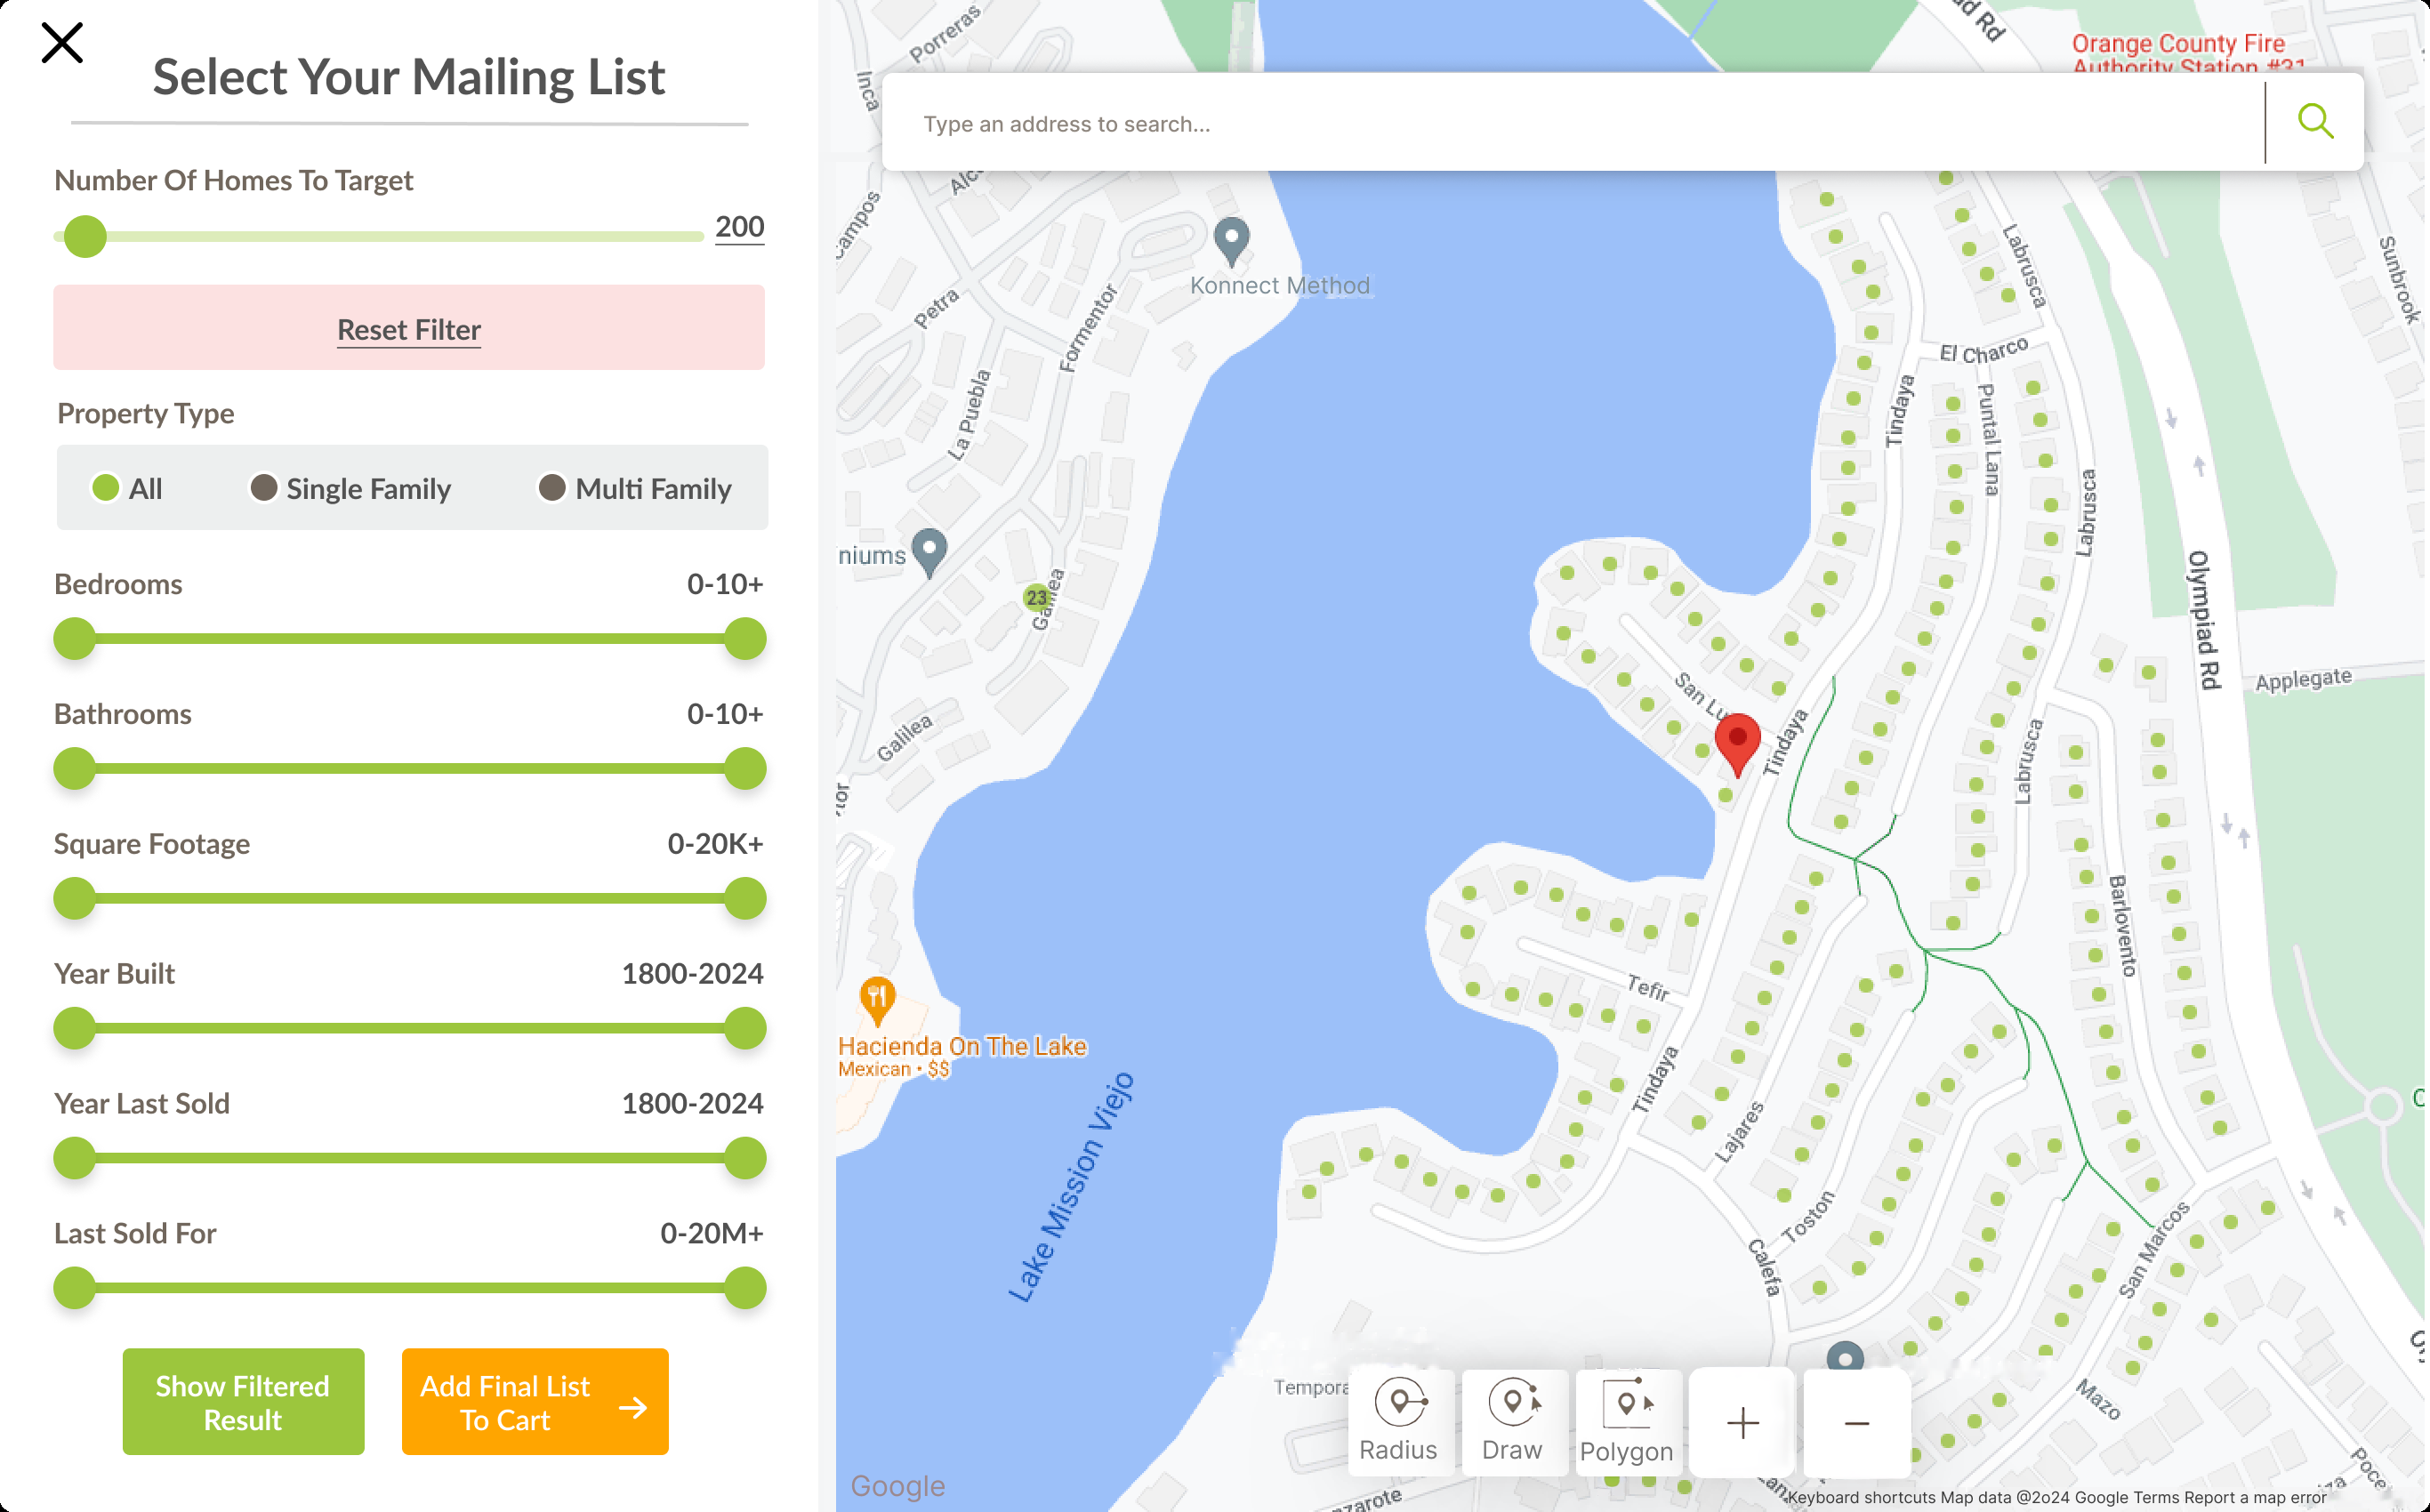 Select Your Mailing List
Number Of Homes To Target
200
Reset Filter
Property Type
All
Single Family
Multi Family
Bedrooms
0-10+
Bathrooms
0-10+
Square Footage
0-20K+
Year Built
1800-2024
Year Last Sold
1800-2024
Last Sold For
0-20M+
Show Filtered
Result
Add Final List
To Cart
Porreras
Inca
Orange County Fire
Authority Station #31
Type an address to search...
Konnect Method
Petra
Formentor
La Puebla
niums
23
Galilea
Galilea
Hacienda On The Lake
Mexican • $$
Lake Mission Viejo
Labrusca
Sunbrook
El Charco
Tindaya
Puntal Lana
Labrusca
Olympiad Rd
Applegate
Tindaya
Labrusca
Barlovento
Tefir
Tindaya
Lajares
Toston
Calefa
San Marcos
Mazo
Radius
Draw
Polygon
Google
Keyboard shortcuts Map data @2o24 Google Terms Report a map error